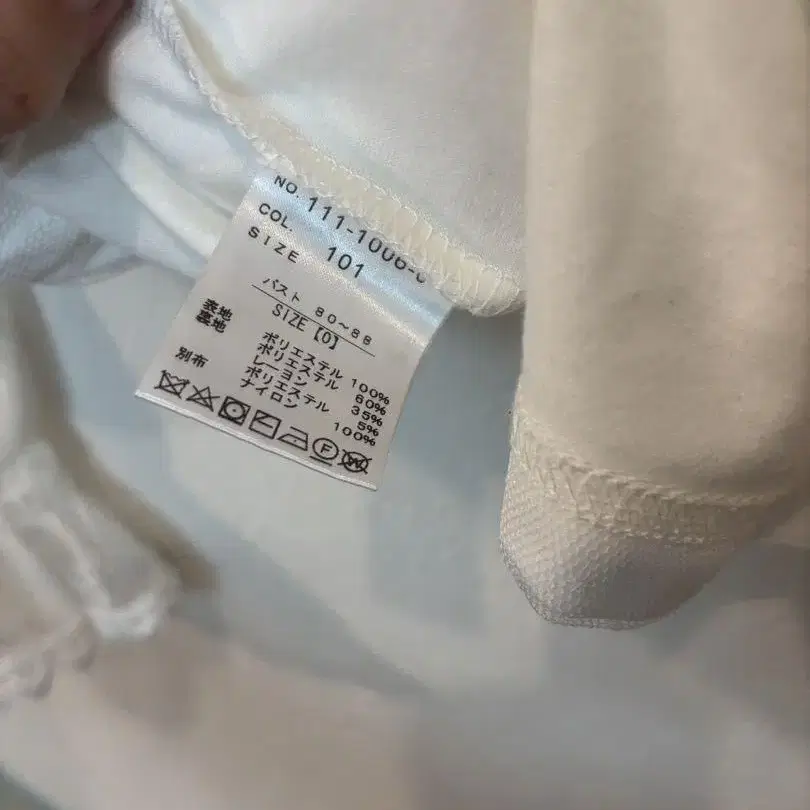 NO. 111-1006-
COL. 101
SIZE
バスト 80~88
SIZE【0】
表地 ポリエステル 100%
裏地 ポリエステル 60%
レーヨン 35%
ポリエステル 5%
別布 ナイロン 100%
F W